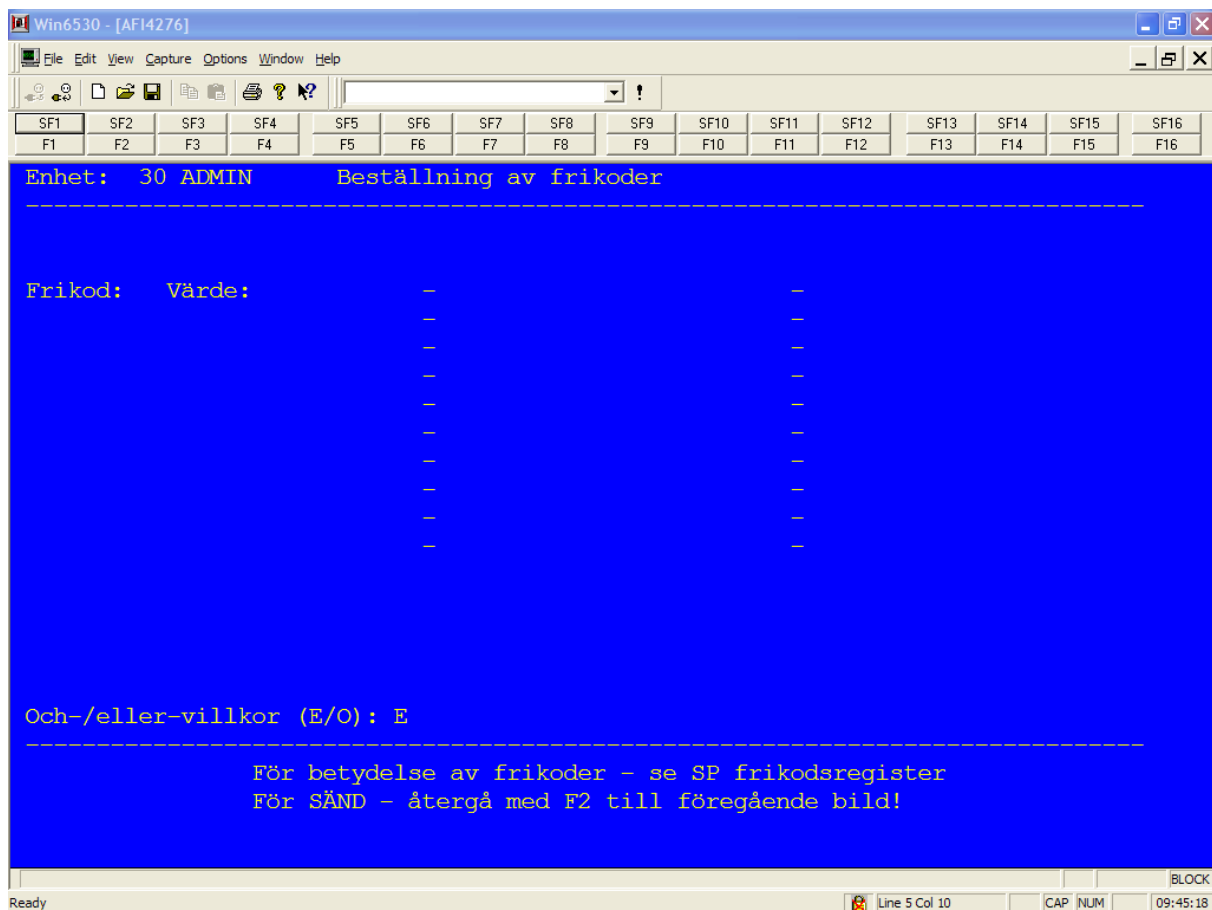 Win6530 - [AFI4276]
File Edit View Capture Options Window Help
SF1 SF2 SF3 SF4 SF5 SF6 SF7 SF8 SF9 SF10 SF11 SF12 SF13 SF14 SF15 SF16
F1 F2 F3 F4 F5 F6 F7 F8 F9 F10 F11 F12 F13 F14 F15 F16
Enhet: 30 ADMIN Beställning av frikoder
Frikod: Värde: - -
- -
- -
- -
- -
- -
- -
- -
- -
- -
Och-/eller-villkor (E/O): E
För betydelse av frikoder - se SP frikodsregister
För SÄND - återgå med F2 till föregående bild!
BLOCK
Ready Line 5 Col 10 CAP NUM 09:45:18